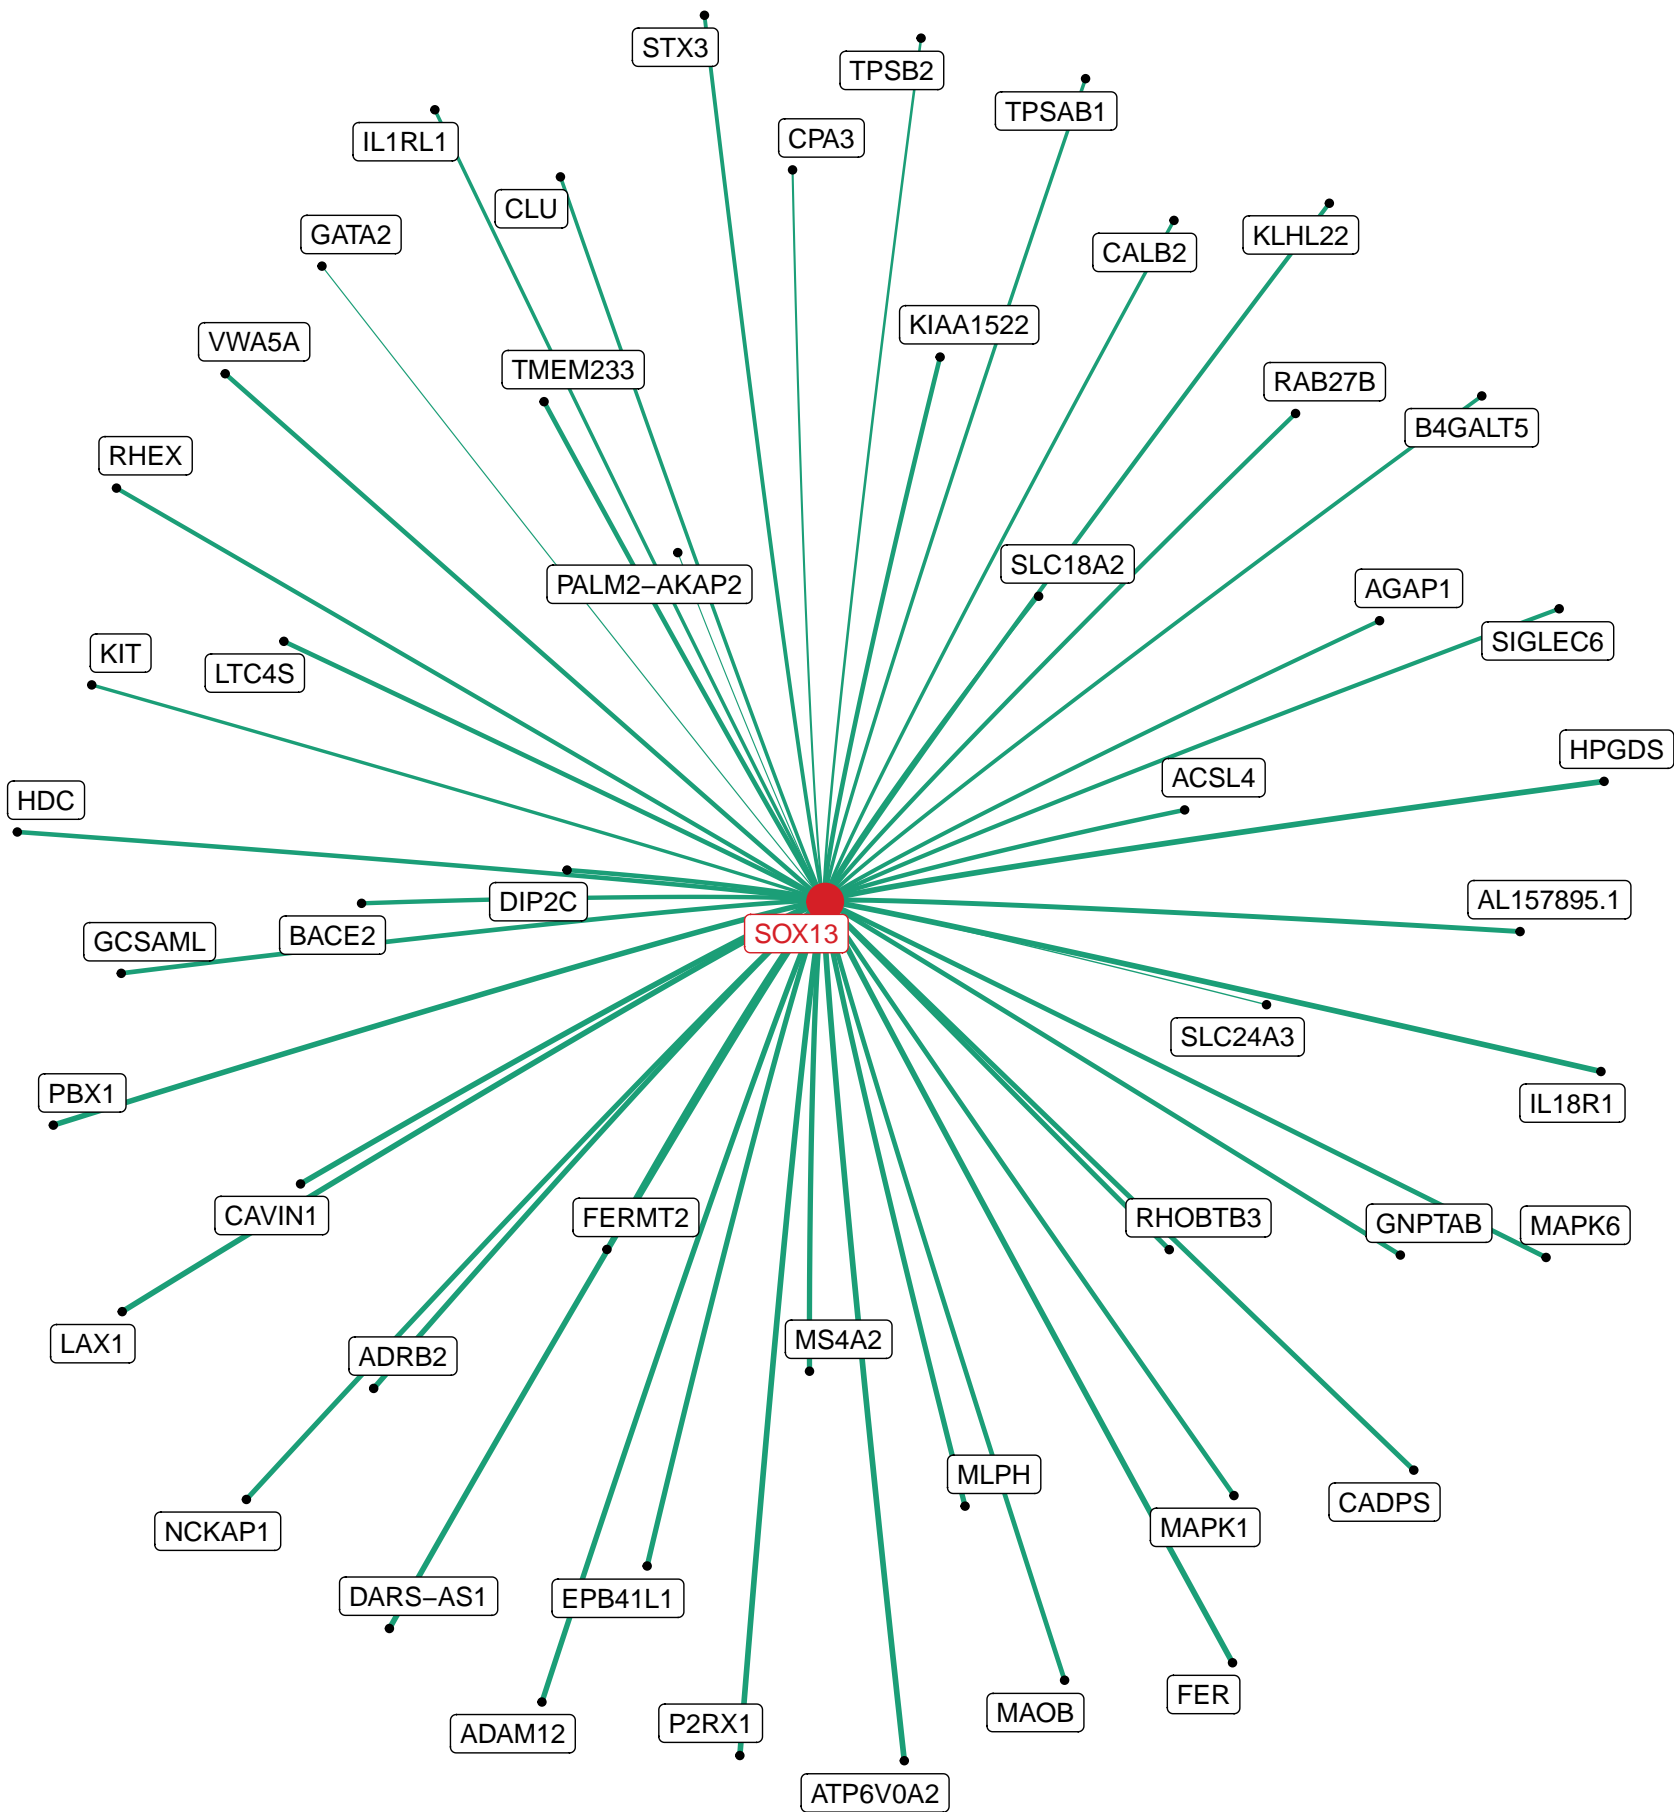 STX3
TPSB2
TPSAB1
IL1RL1
CPA3
CLU
GATA2
KLHL22
CALB2
KIAA1522
VWA5A
TMEM233
RAB27B
B4GALT5
RHEX
SLC18A2
PALM2−AKAP2
AGAP1
SIGLEC6
KIT
LTC4S
HPGDS
ACSL4
HDC
AL157895.1
DIP2C
BACE2
SOX13
GCSAML
SLC24A3
PBX1
IL18R1
CAVIN1
FERMT2
RHOBTB3
GNPTAB
MAPK6
LAX1
MS4A2
ADRB2
MLPH
CADPS
NCKAP1
MAPK1
DARS−AS1
EPB41L1
FER
MAOB
P2RX1
ADAM12
ATP6V0A2